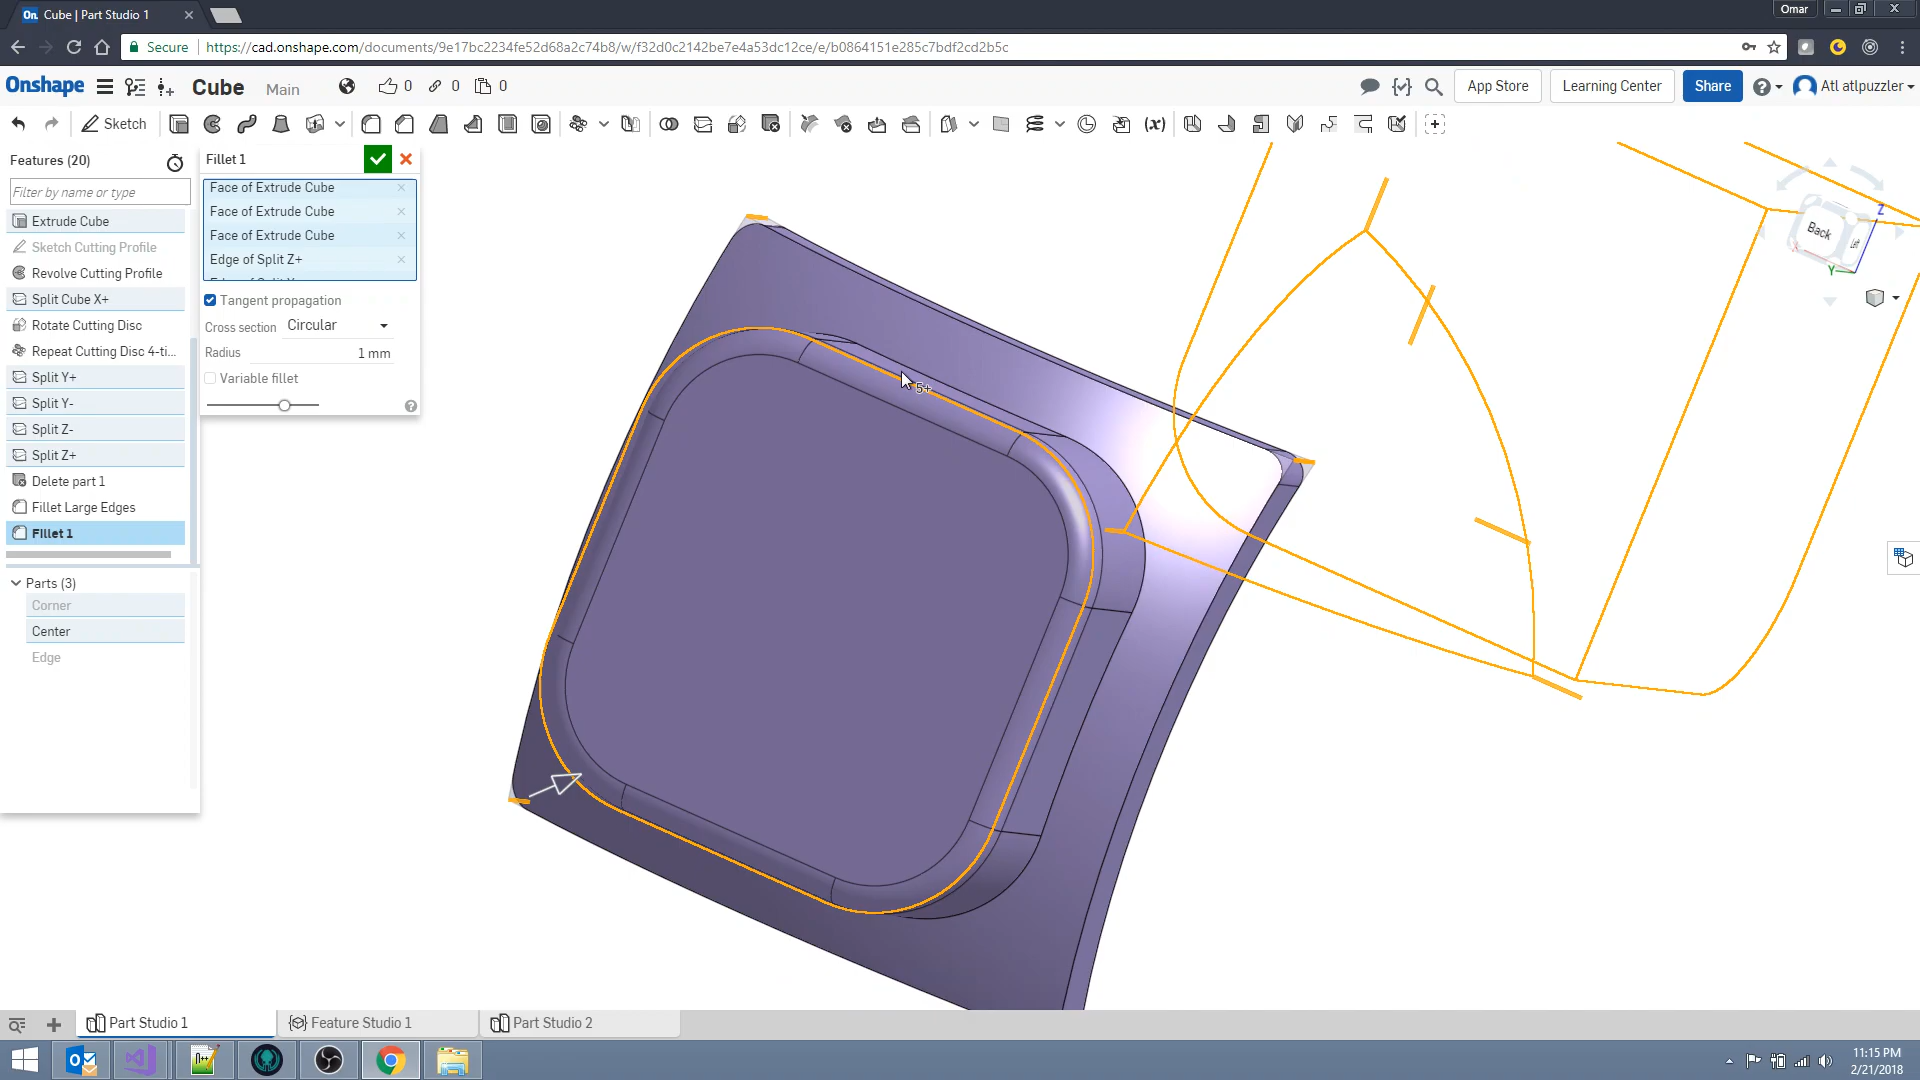 On. Cube | Part Studio 1
Omar
Secure
https://cad.onshape.com/documents/9e17bc2234fe52d68a2c74b8/w/f32d0c2142be7e4a53dc12ce/e/b0864151e285c7bdf2cd2b5c
Onshape
Cube Main
0 0 0
App Store
Learning Center
Share
Atl atlpuzzler
Sketch
(x)
Features (20)
Filter by name or type
Extrude Cube
Sketch Cutting Profile
Revolve Cutting Profile
Split Cube X+
Rotate Cutting Disc
Repeat Cutting Disc 4-ti...
Split Y+
Split Y-
Split Z-
Split Z+
Delete part 1
Fillet Large Edges
Fillet 1
Parts (3)
Corner
Center
Edge
Fillet 1
Face of Extrude Cube
Face of Extrude Cube
Face of Extrude Cube
Edge of Split Z+
Tangent propagation
Cross section Circular
Radius 1 mm
Variable fillet
5+
Z
Back
Left
X
Y
Part Studio 1
Feature Studio 1
Part Studio 2
11:15 PM
2/21/2018